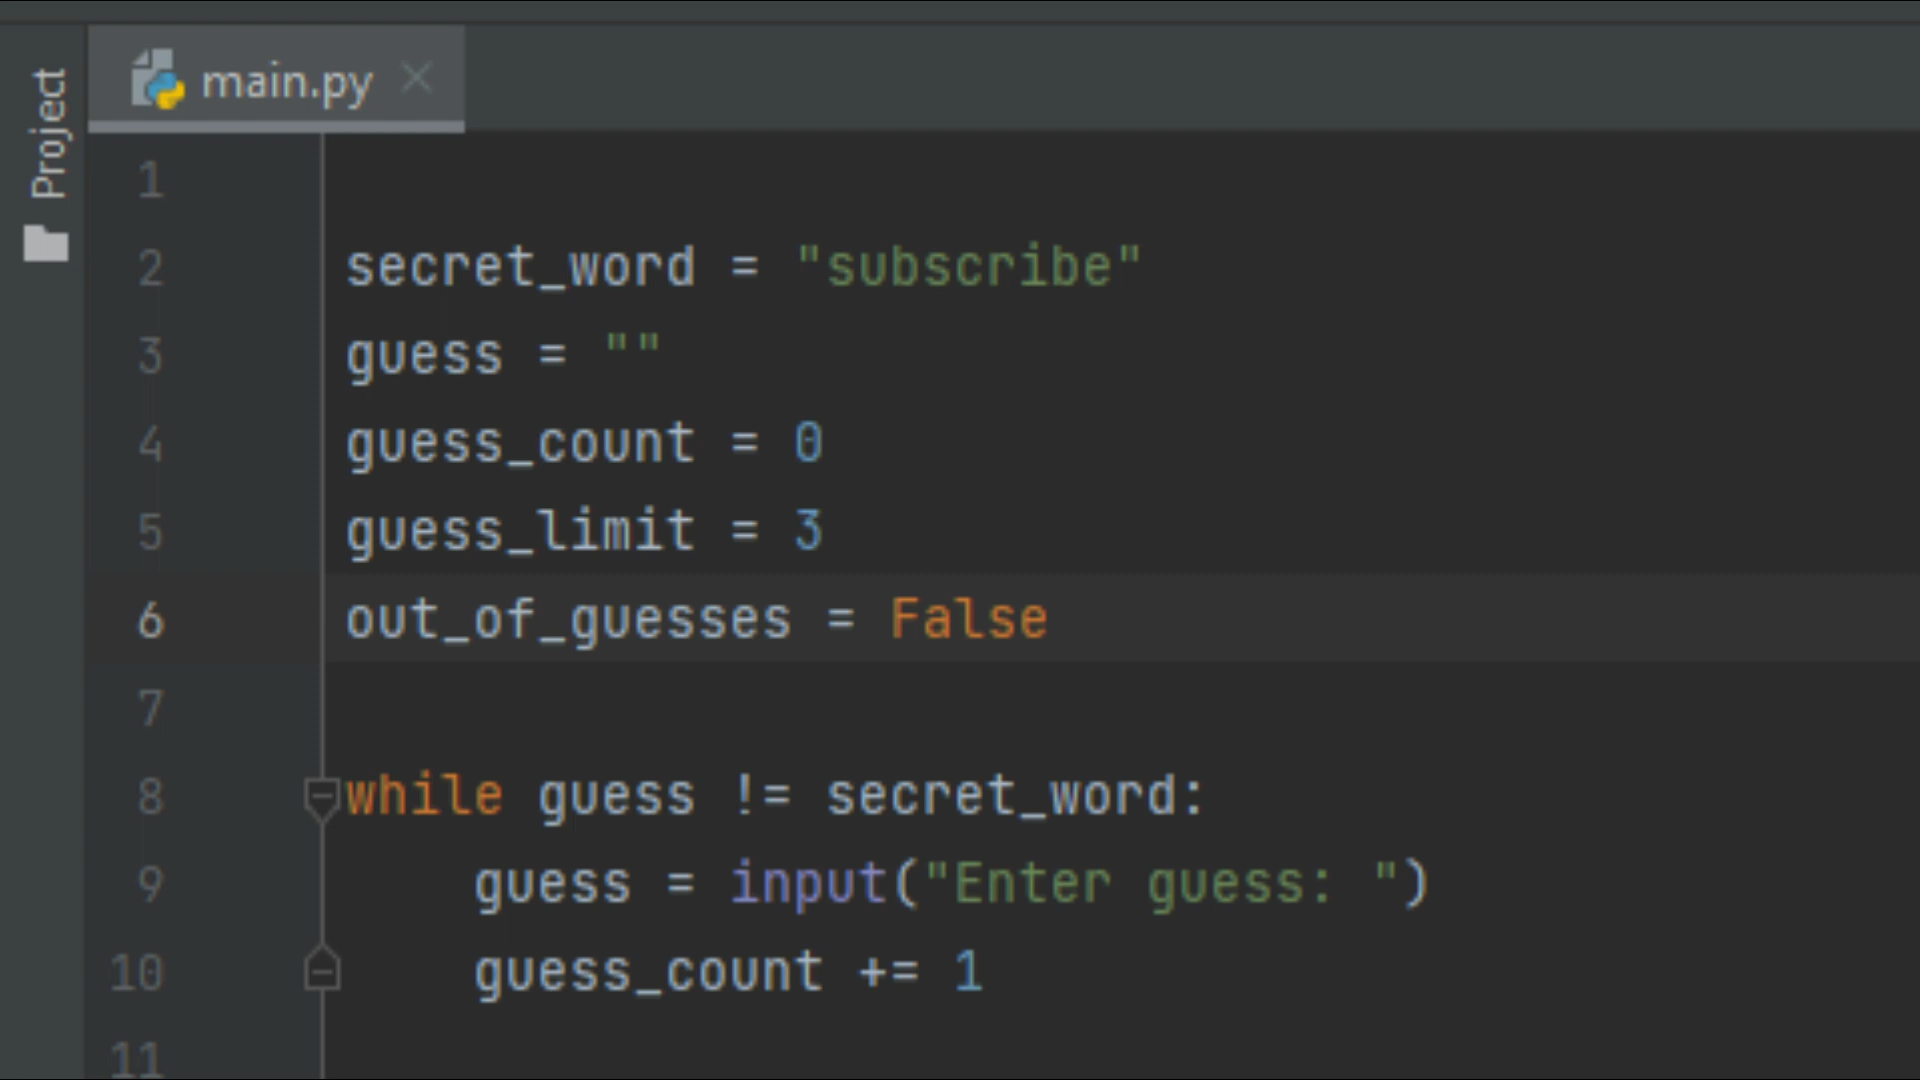 main.py
Project
1
2 secret_word = "subscribe"
3 guess = ""
4 guess_count = 0
5 guess_limit = 3
6 out_of_guesses = False
7
8 while guess != secret_word:
9     guess = input("Enter guess: ")
10     guess_count += 1
11